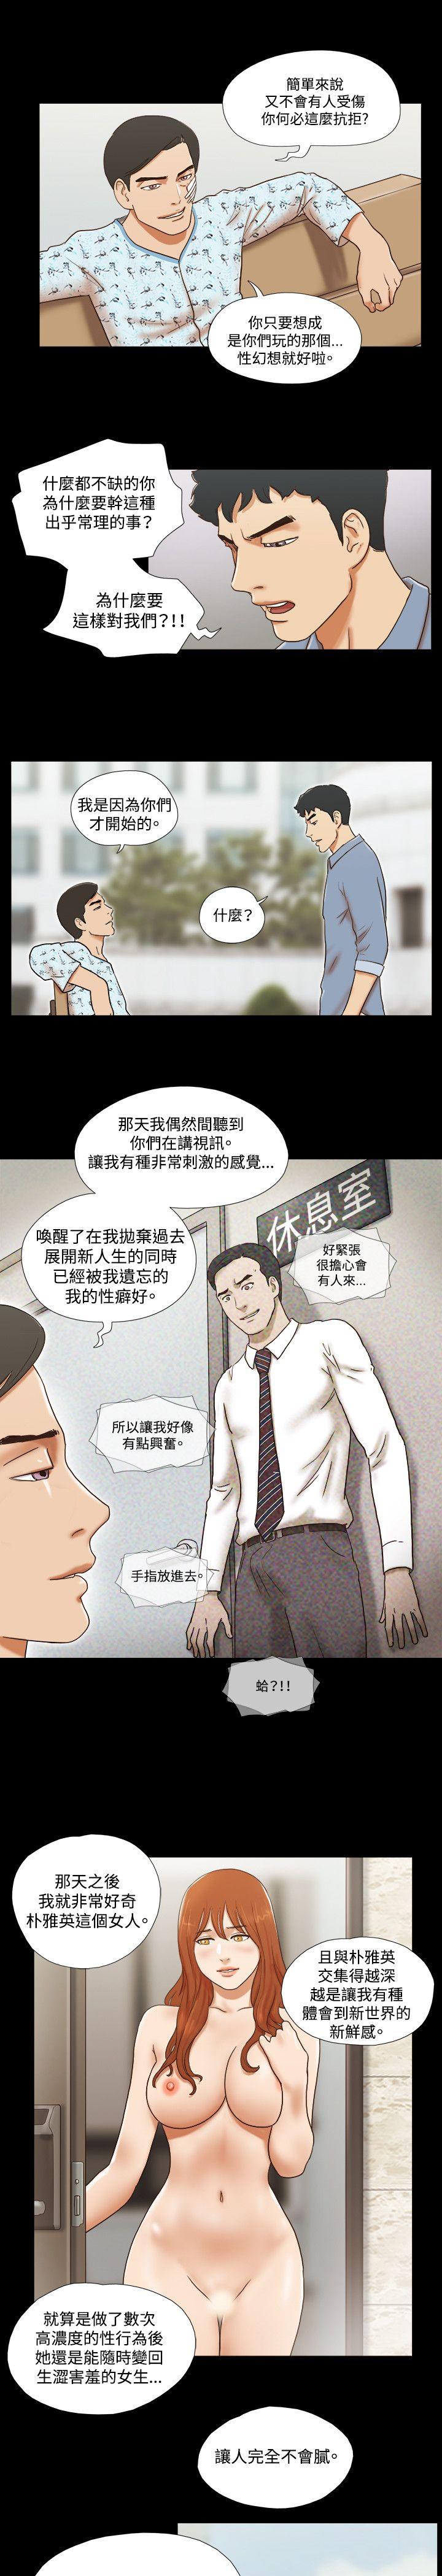 簡單來說
又不會有人受傷
你何必這麼抗拒?
你只要想成
是你們玩的那個...
性幻想就好啦。
什麼都不缺的你
為什麼要幹這種
出乎常理的事?
為什麼要
這樣對我們?!!
我是因為你們
才開始的。
什麼?
那天我偶然間聽到
你們在講視訊。
讓我有種非常刺激的感覺...
喚醒了在我拋棄過去
展開新人生的同時
已經被我遺忘的
我的性癖好。
休息室
好緊張
很擔心會
有人來...
所以讓我好像
有點興奮。
手指放進去。
蛤?!!
那天之後
我就非常好奇
朴雅英這個女人。
且與朴雅英
交集得越深
越是讓我有種
體會到新世界的
新鮮感。
就算是做了數次
高濃度的性行為後
她還是能隨時變回
生澀害羞的女生...
讓人完全不會膩。